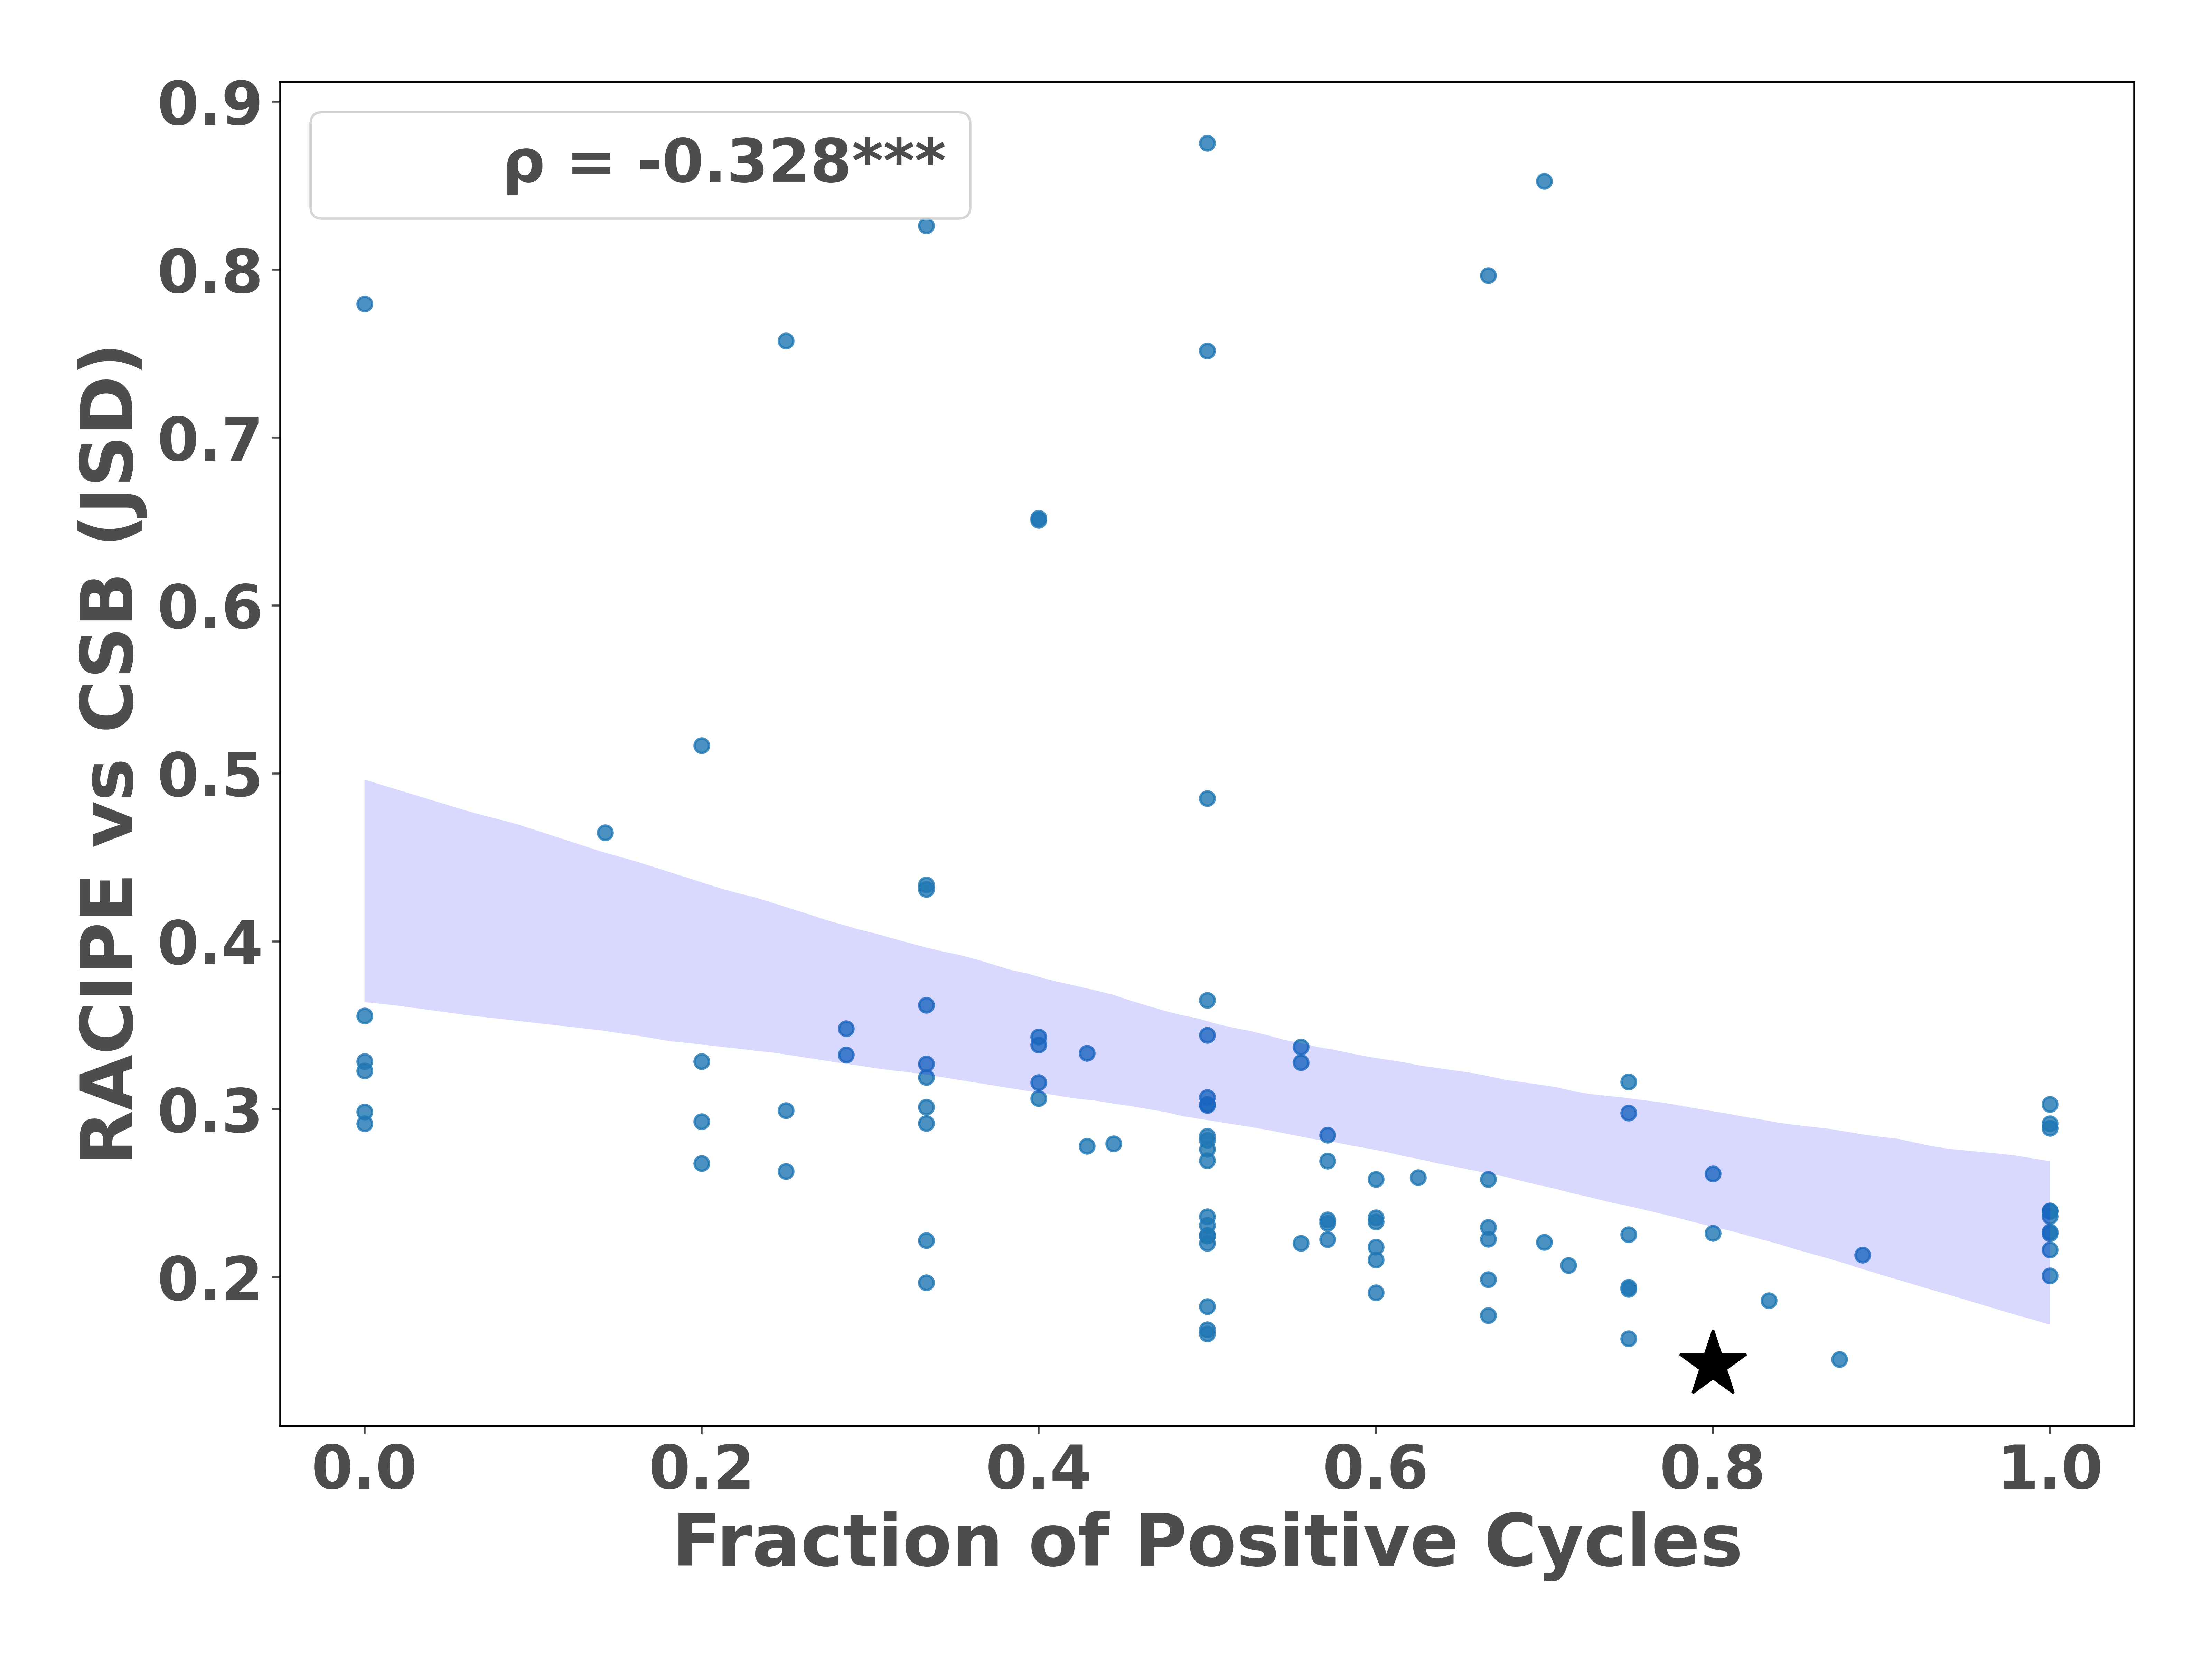 ρ = -0.328***
RACIPE vs CSB (JSD)
0.9
0.8
0.7
0.6
0.5
0.4
0.3
0.2
0.0 0.2 0.4 0.6 0.8 1.0
Fraction of Positive Cycles